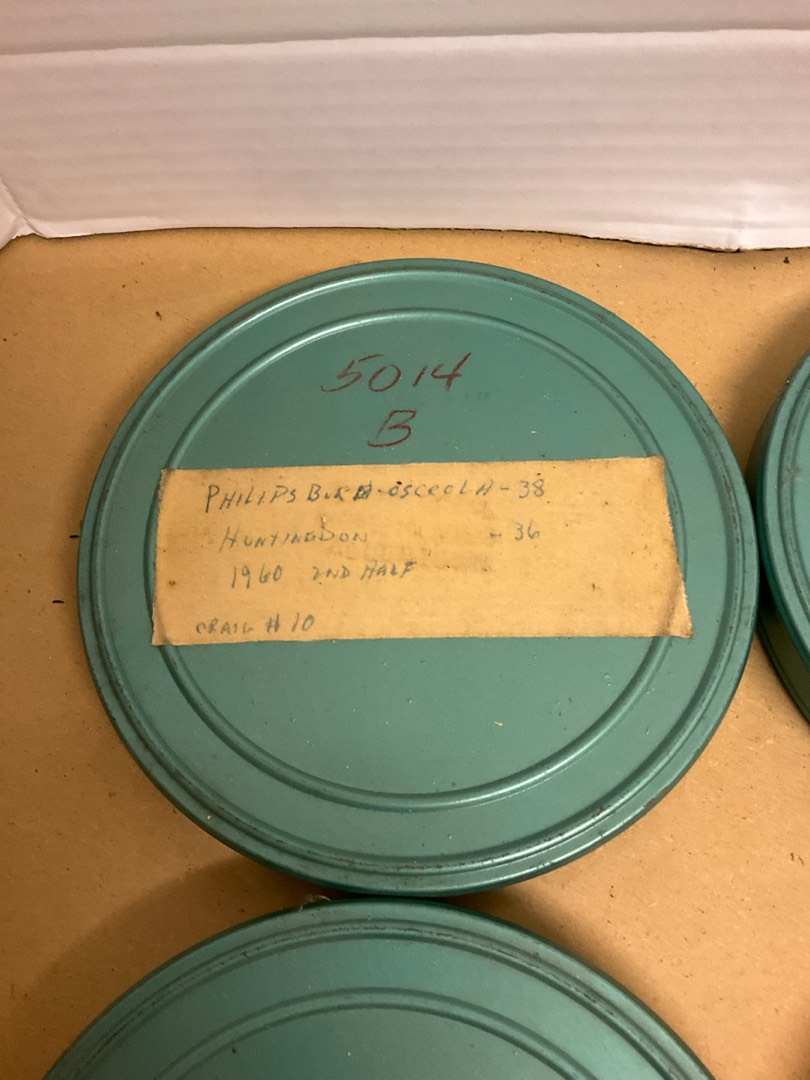 5014
B
PHILIPSBURG-OSCEOLA-38
HUNTINGDON -36
1960 2ND HALF
CRAIG #10